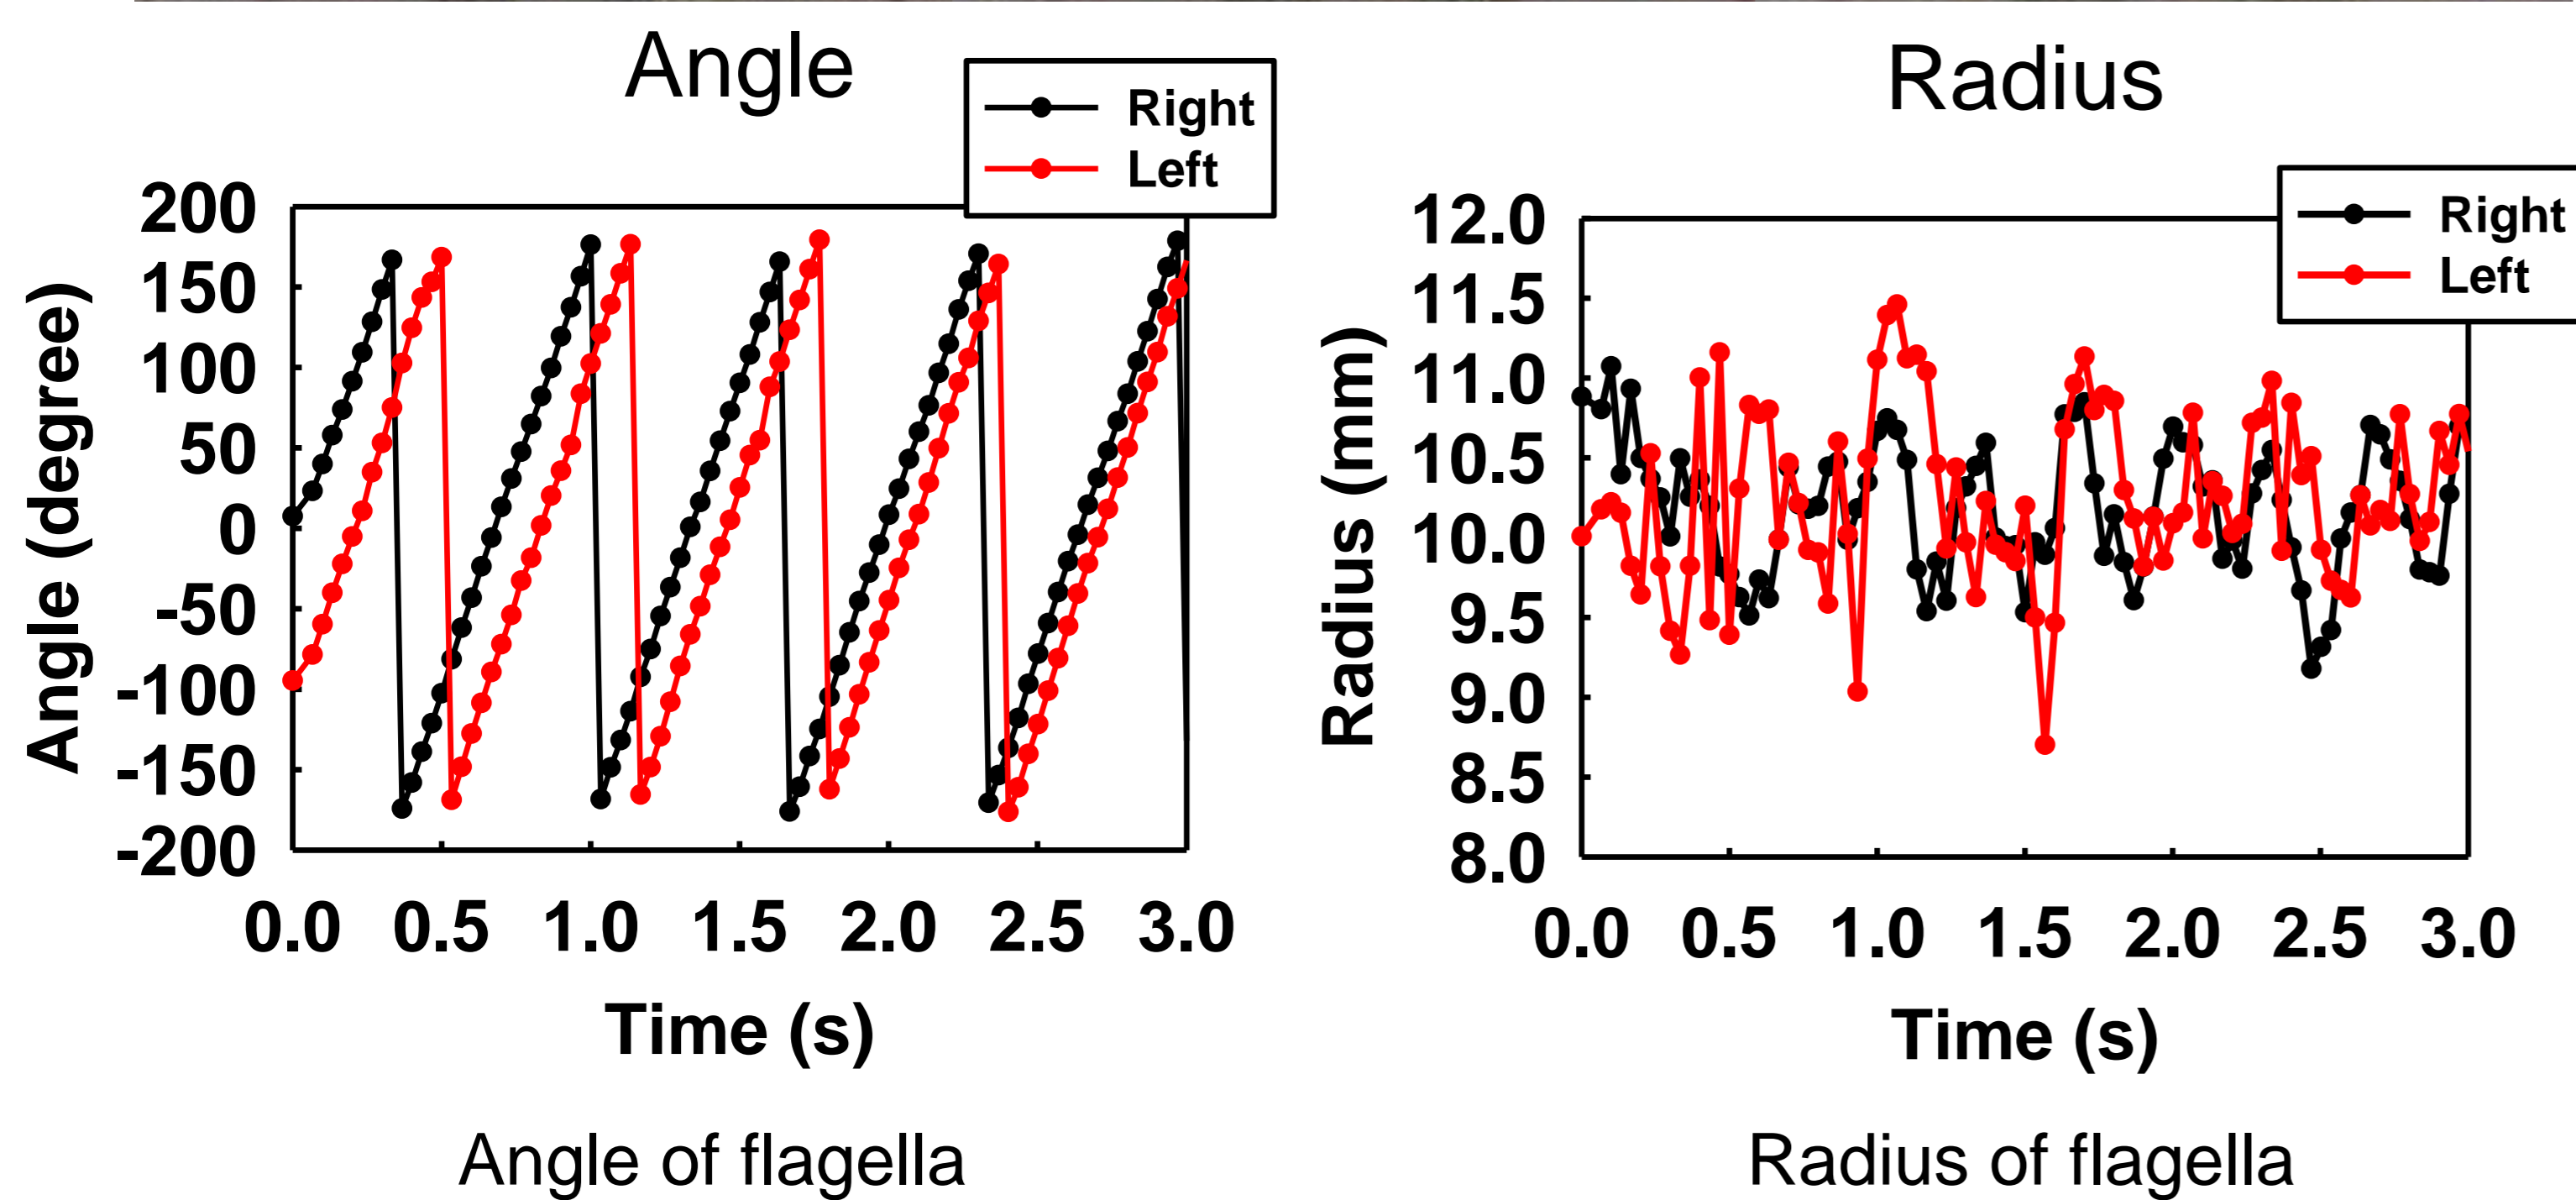 Angle
Right
Left
200
150
100
50
0
-50
-100
-150
-200
Angle (degree)
0.0 0.5 1.0 1.5 2.0 2.5 3.0
Time (s)
Angle of flagella
Radius
Right
Left
12.0
11.5
11.0
10.5
10.0
9.5
9.0
8.5
8.0
Radius (mm)
0.0 0.5 1.0 1.5 2.0 2.5 3.0
Time (s)
Radius of flagella